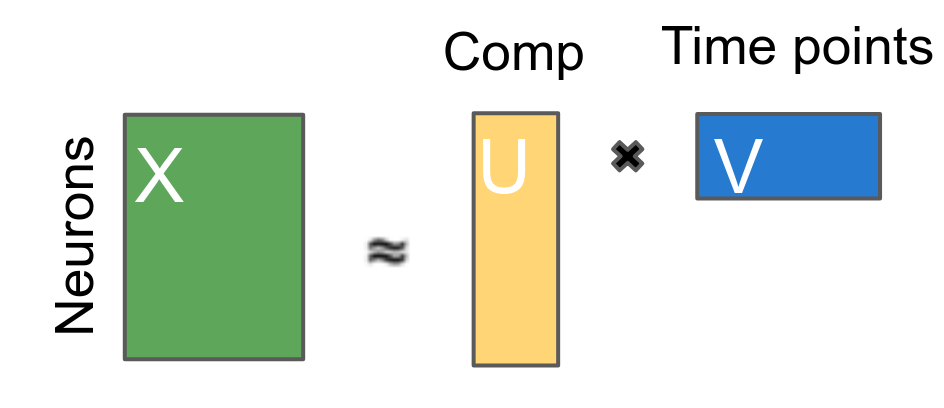 Comp
Time points
Neurons
X
≈
U
✖
V